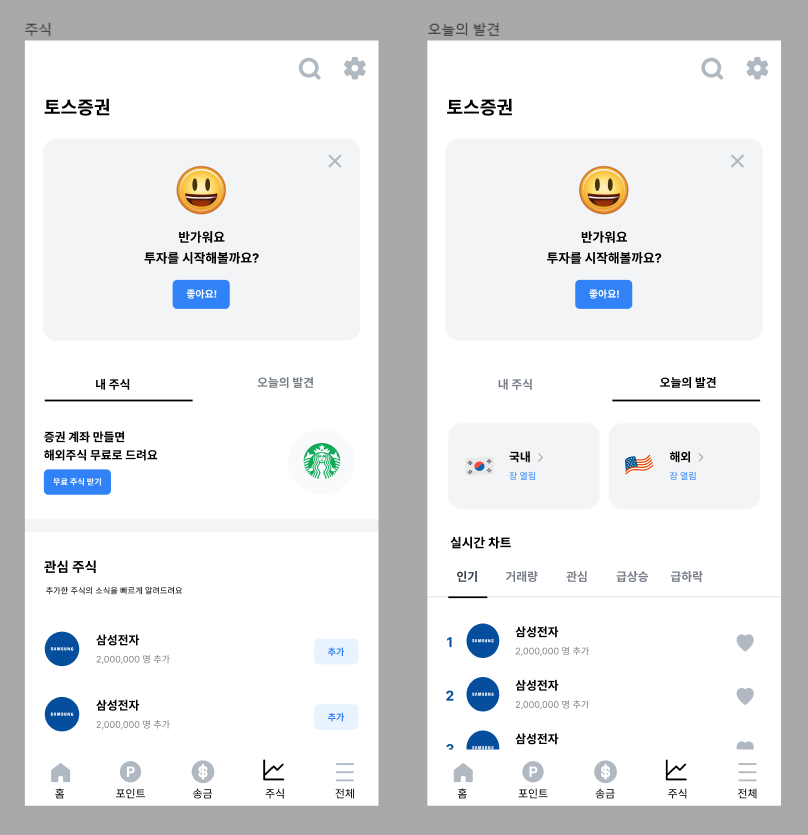 주식
토스증권
반가워요
투자를 시작해볼까요?
좋아요!
내 주식
오늘의 발견
증권 계좌 만들면
해외주식 무료로 드려요
무료 주식 받기
관심 주식
추가한 주식의 소식을 빠르게 알려드려요
SAMSUNG
삼성전자
2,000,000 명 추가
추가
SAMSUNG
삼성전자
2,000,000 명 추가
추가
홈
P
포인트
$
송금
주식
전체
오늘의 발견
토스증권
반가워요
투자를 시작해볼까요?
좋아요!
내 주식
오늘의 발견
국내
장 열림
해외
장 열림
실시간 차트
인기
거래량
관심
급상승
급하락
1
SAMSUNG
삼성전자
2,000,000 명 추가
2
SAMSUNG
삼성전자
2,000,000 명 추가
3
SAMSUNG
삼성전자
홈
P
포인트
$
송금
주식
전체